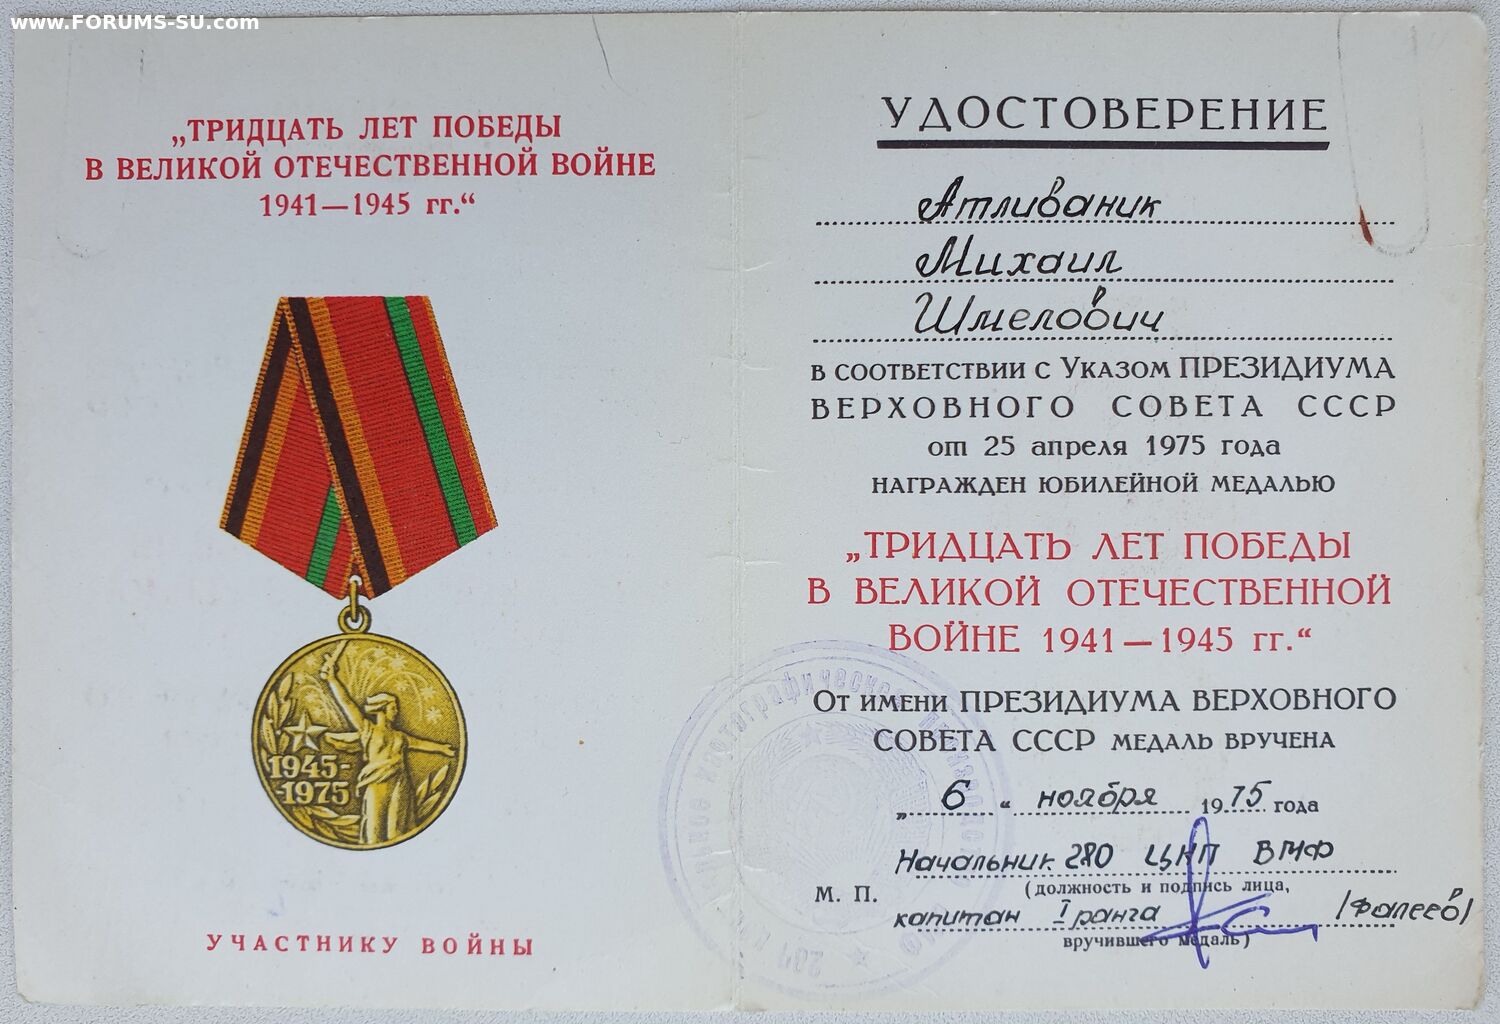 www.FORUMS-SU.com
„ТРИДЦАТЬ ЛЕТ ПОБЕДЫ
В ВЕЛИКОЙ ОТЕЧЕСТВЕННОЙ ВОЙНЕ
1941—1945 гг.“
1945-
-1975
УЧАСТНИКУ ВОЙНЫ
УДОСТОВЕРЕНИЕ
Атливаник
Михаил
Шмелович
В СООТВЕТСТВИИ С УКАЗОМ ПРЕЗИДИУМА
ВЕРХОВНОГО СОВЕТА СССР
от 25 апреля 1975 года
НАГРАЖДЕН ЮБИЛЕЙНОЙ МЕДАЛЬЮ
„ТРИДЦАТЬ ЛЕТ ПОБЕДЫ
В ВЕЛИКОЙ ОТЕЧЕСТВЕННОЙ
ВОЙНЕ 1941—1945 гг.“
ОТ ИМЕНИ ПРЕЗИДИУМА ВЕРХОВНОГО
СОВЕТА СССР МЕДАЛЬ ВРУЧЕНА
„6“ ноября 1975 года
Начальник 280 ЦКП ВМФ
М. П. (должность и подпись лица,
капитан I ранга /Фалеев/
вручившего медаль)